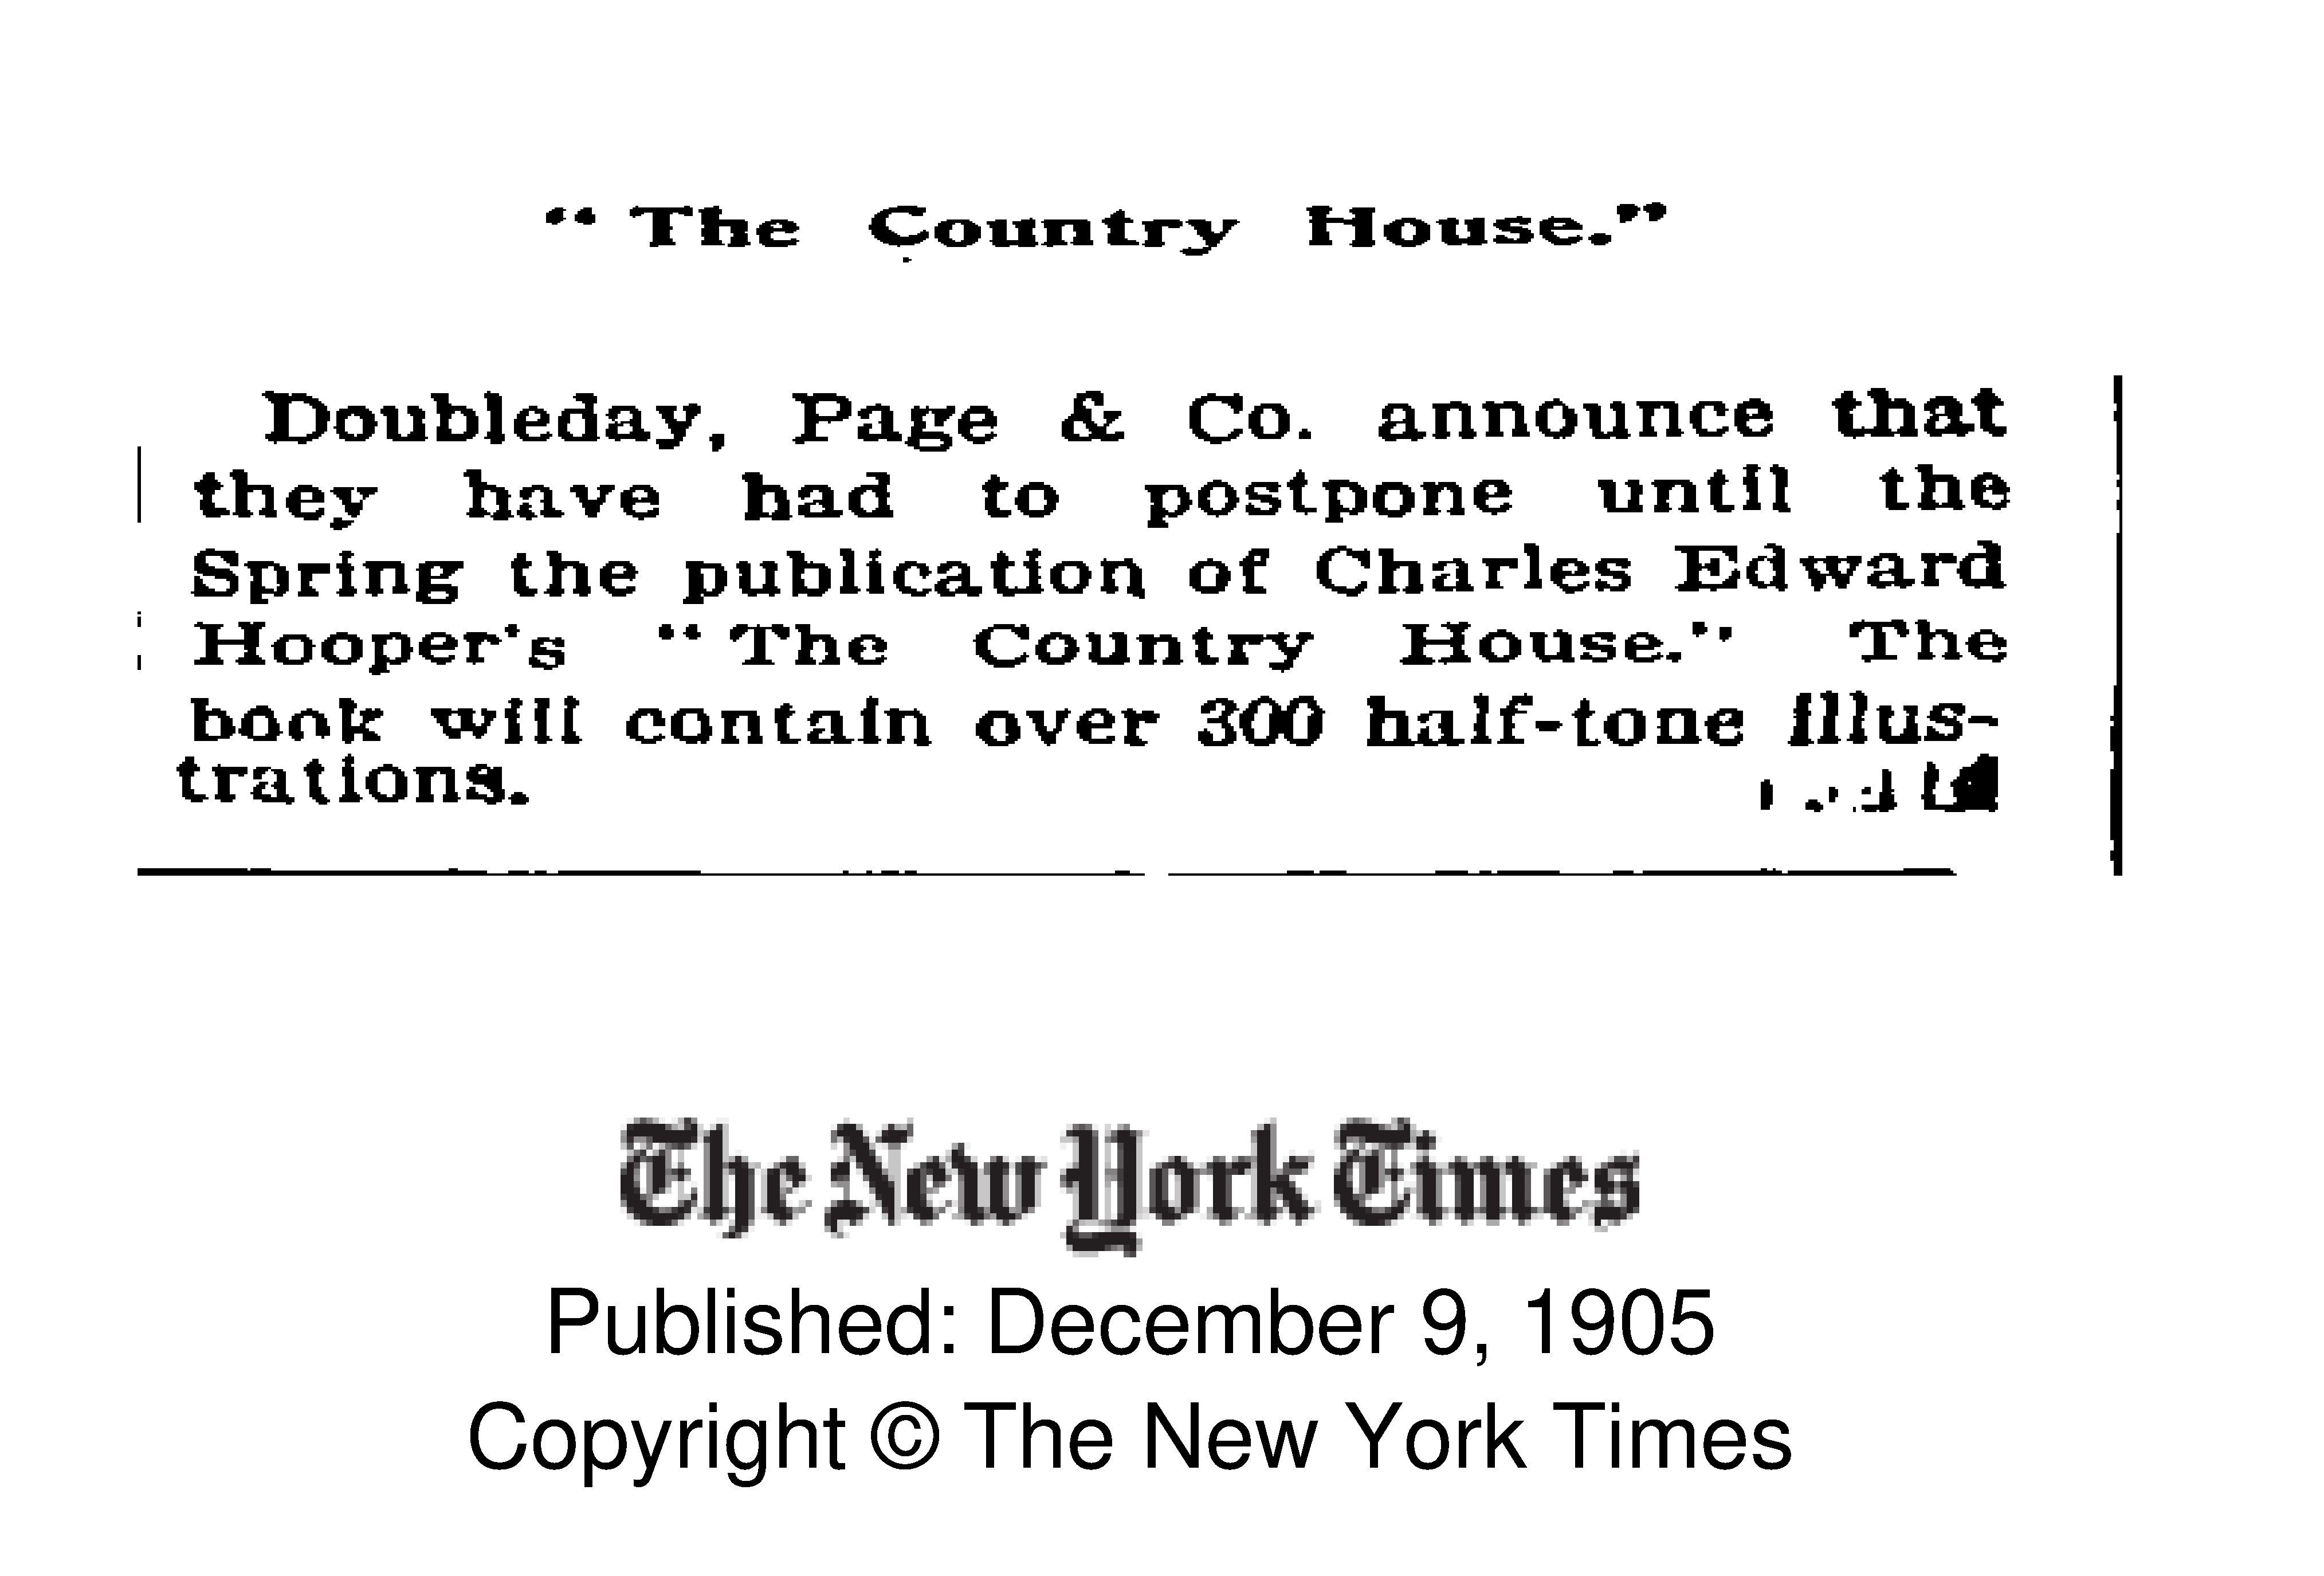 “ The Country House.”
Doubleday, Page & Co. announce that
they have had to postpone until the
Spring the publication of Charles Edward
Hooper's “ The Country House.” The
book will contain over 300 half-tone illus-
trations.
The New York Times
Published: December 9, 1905
Copyright © The New York Times